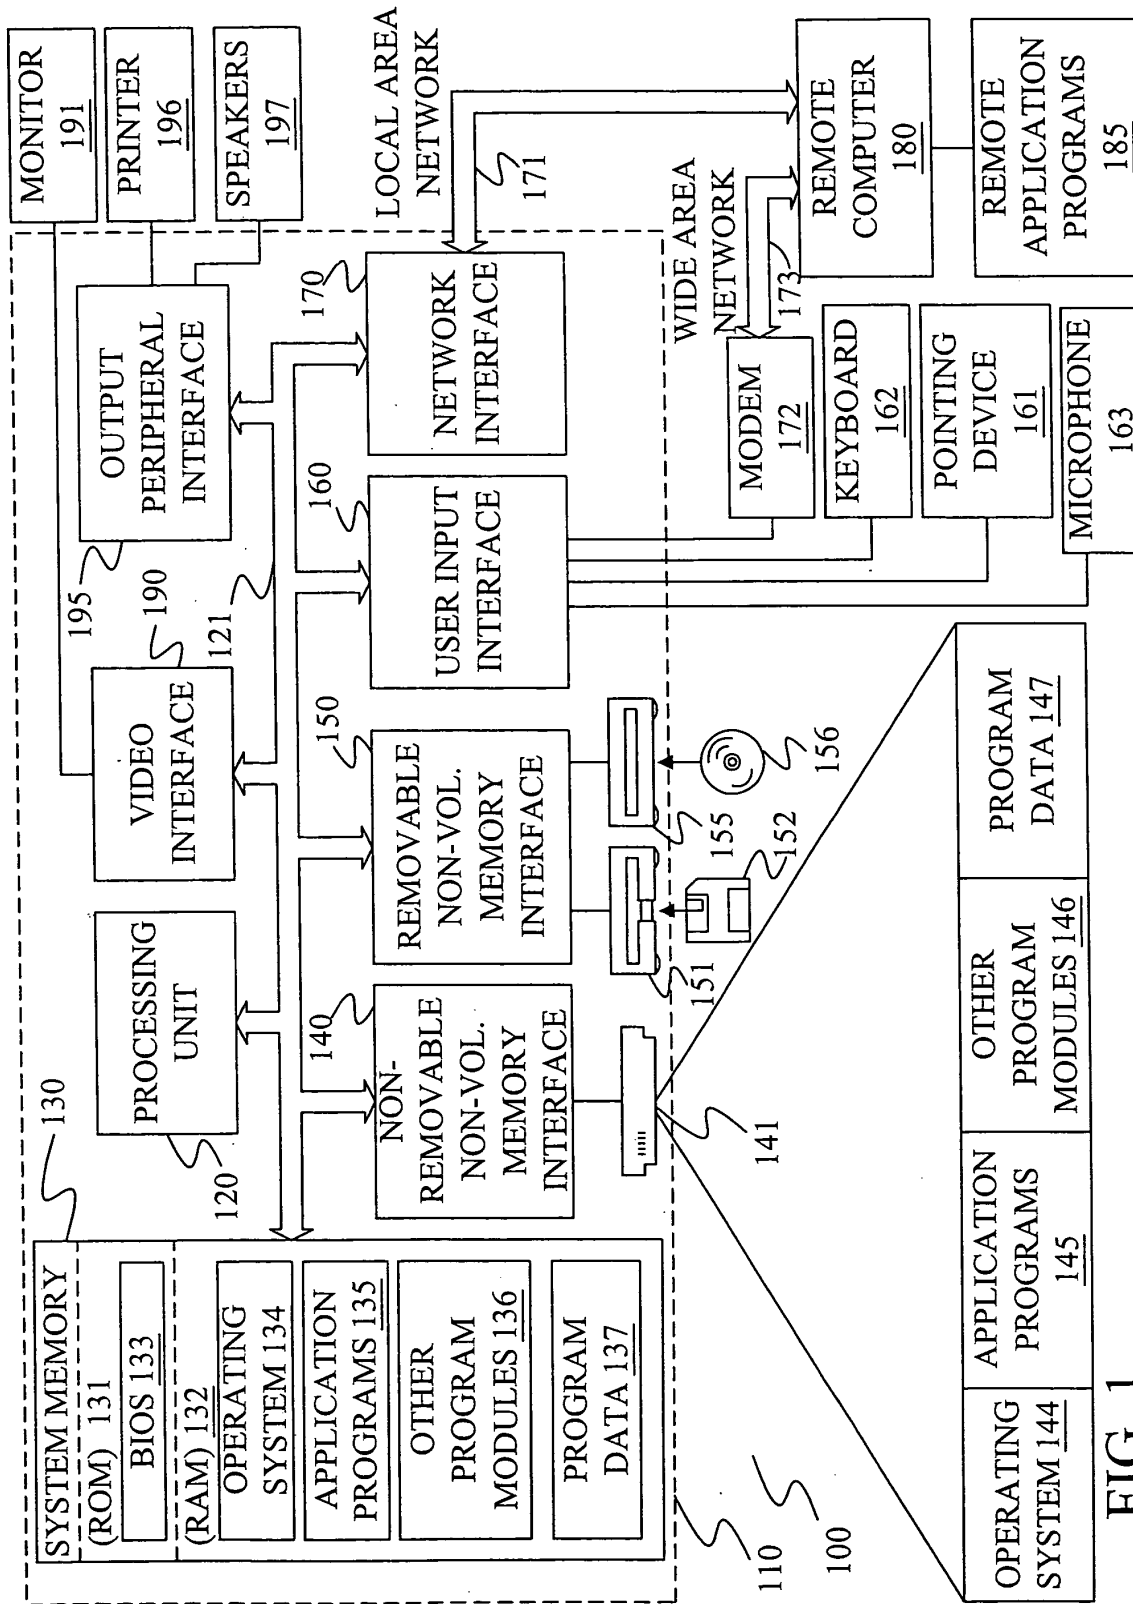 SYSTEM MEMORY
130
(ROM) 131
BIOS 133
(RAM) 132
OPERATING
SYSTEM 134
APPLICATION
PROGRAMS 135
OTHER
PROGRAM
MODULES 136
PROGRAM
DATA 137
PROCESSING
UNIT
120
VIDEO
INTERFACE
190
121
OUTPUT
PERIPHERAL
INTERFACE
195
MONITOR
191
PRINTER
196
SPEAKERS
197
140
NON-
REMOVABLE
NON-VOL.
MEMORY
INTERFACE
150
REMOVABLE
NON-VOL.
MEMORY
INTERFACE
160
USER INPUT
INTERFACE
170
NETWORK
INTERFACE
LOCAL AREA
NETWORK
171
141
151
152
155
156
WIDE AREA
NETWORK
173
MODEM
172
KEYBOARD
162
POINTING
DEVICE
161
MICROPHONE
163
REMOTE
COMPUTER
180
REMOTE
APPLICATION
PROGRAMS
185
110
100
OPERATING
SYSTEM 144
APPLICATION
PROGRAMS
145
OTHER
PROGRAM
MODULES 146
PROGRAM
DATA 147
FIG. 1